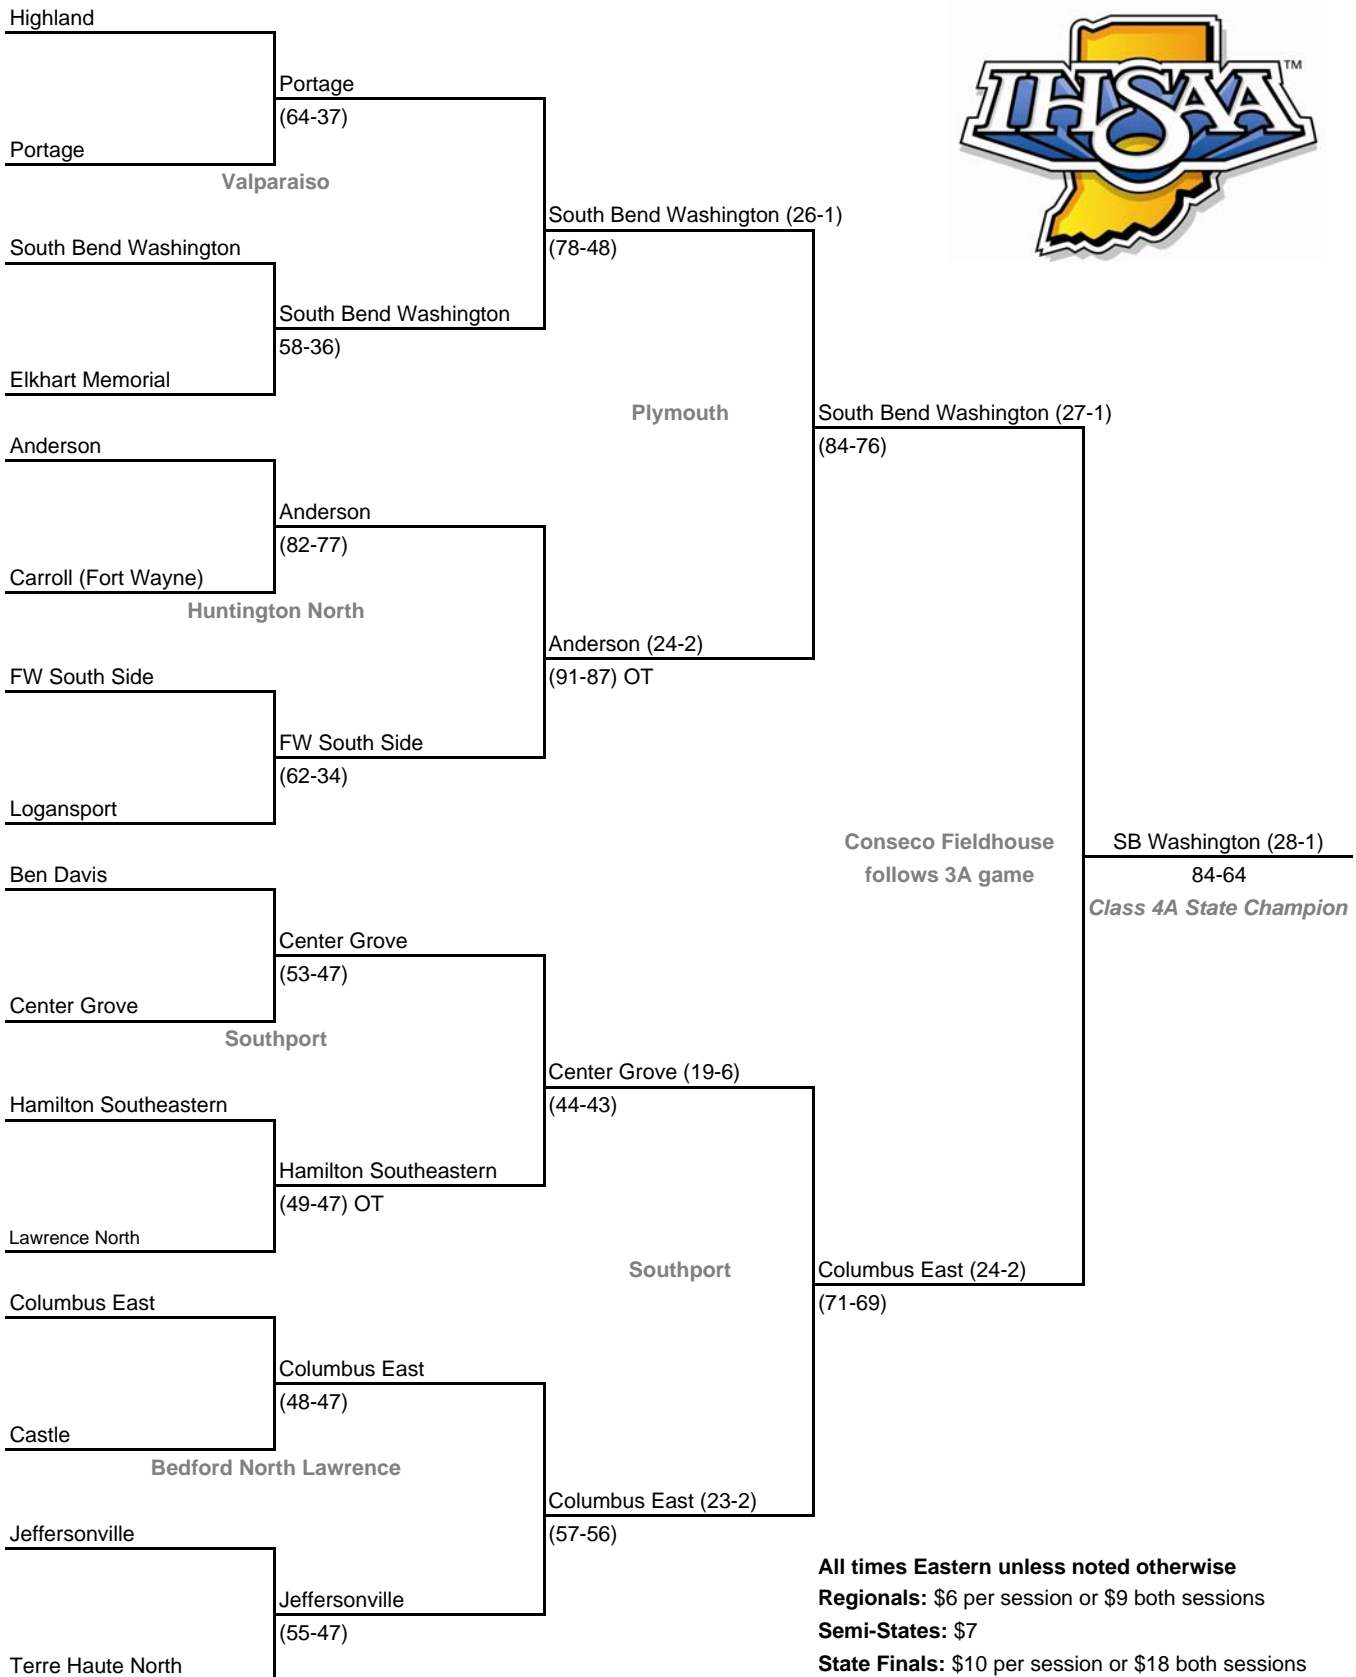 Highland
IHSAA
TM
Portage
(64-37)
Portage
Valparaiso
South Bend Washington (26-1)
(78-48)
South Bend Washington
South Bend Washington
58-36)
Elkhart Memorial
Plymouth
South Bend Washington (27-1)
(84-76)
Anderson
Anderson
(82-77)
Carroll (Fort Wayne)
Huntington North
Anderson (24-2)
(91-87) OT
FW South Side
FW South Side
(62-34)
Logansport
Conseco Fieldhouse
follows 3A game
SB Washington (28-1)
84-64
Class 4A State Champion
Ben Davis
Center Grove
(53-47)
Center Grove
Southport
Center Grove (19-6)
(44-43)
Hamilton Southeastern
Hamilton Southeastern
(49-47) OT
Lawrence North
Southport
Columbus East (24-2)
(71-69)
Columbus East
Columbus East
(48-47)
Castle
Bedford North Lawrence
Columbus East (23-2)
(57-56)
Jeffersonville
Jeffersonville
(55-47)
Terre Haute North
All times Eastern unless noted otherwise
Regionals: $6 per session or $9 both sessions
Semi-States: $7
State Finals: $10 per session or $18 both sessions